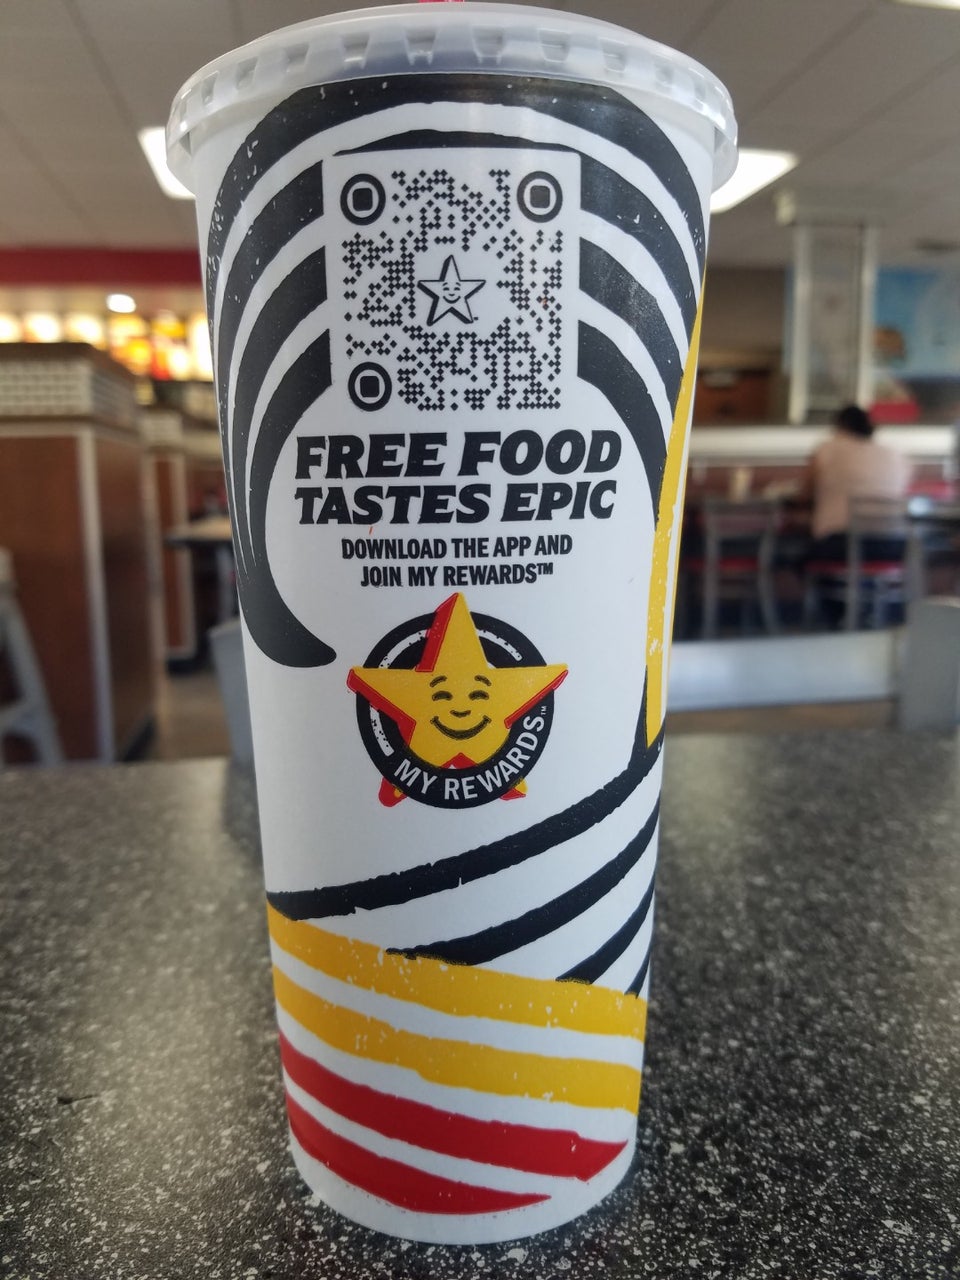 FREE FOOD
TASTES EPIC
DOWNLOAD THE APP AND
JOIN MY REWARDS™
MY REWARDS™